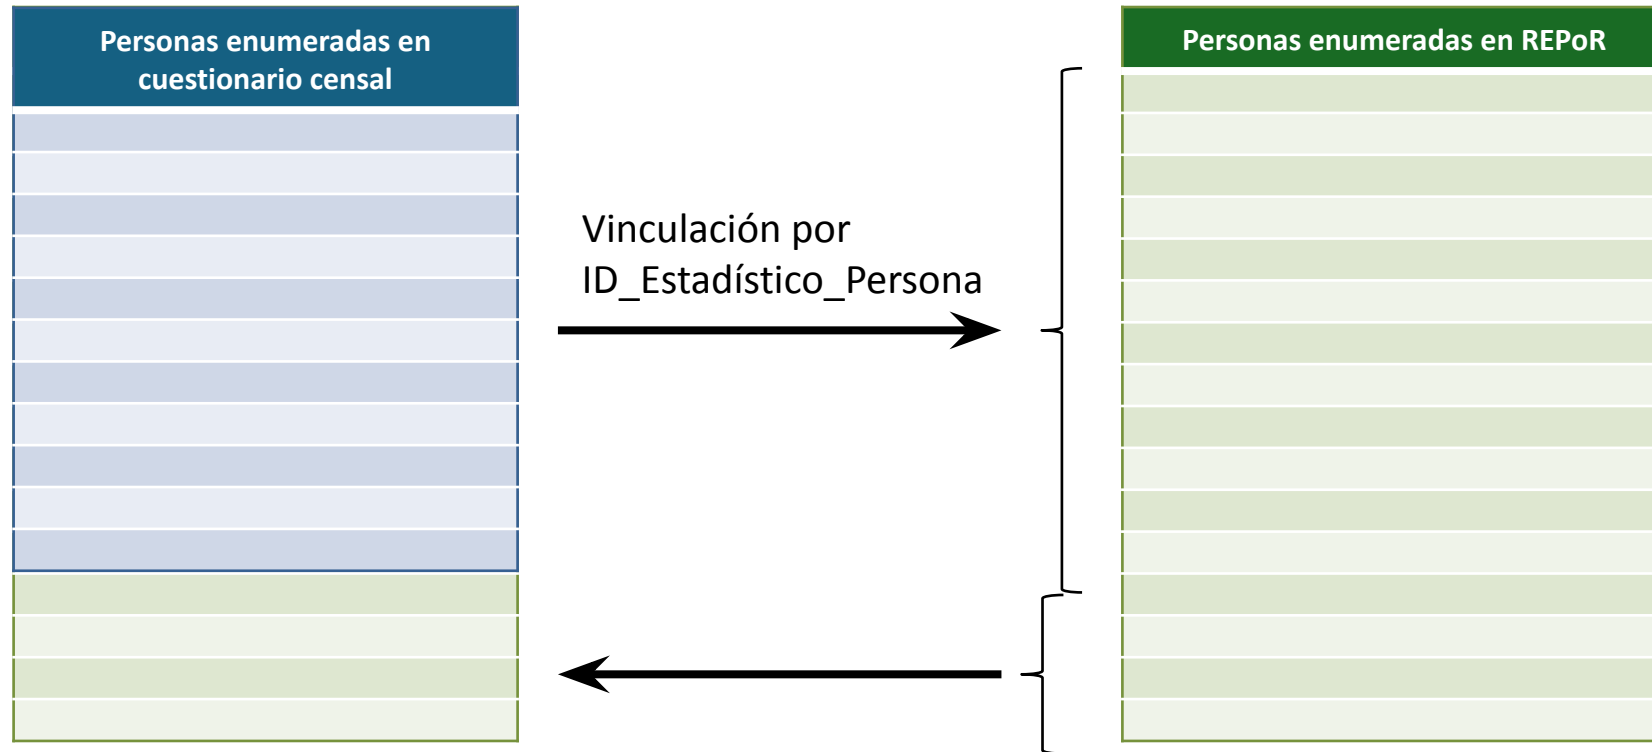 Personas enumeradas en
cuestionario censal
Personas enumeradas en REPoR
Vinculación por
ID_Estadístico_Persona